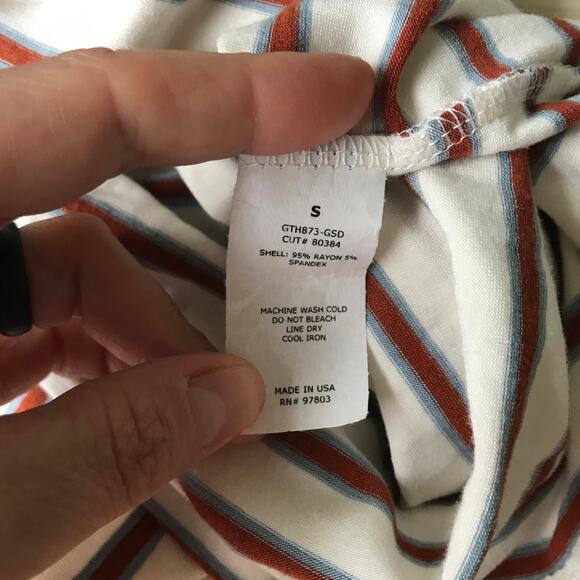 S
GTH873-GSD
CUT# 80384
SHELL: 95% RAYON 5%
SPANDEX
MACHINE WASH COLD
DO NOT BLEACH
LINE DRY
COOL IRON
MADE IN USA
RN# 97803